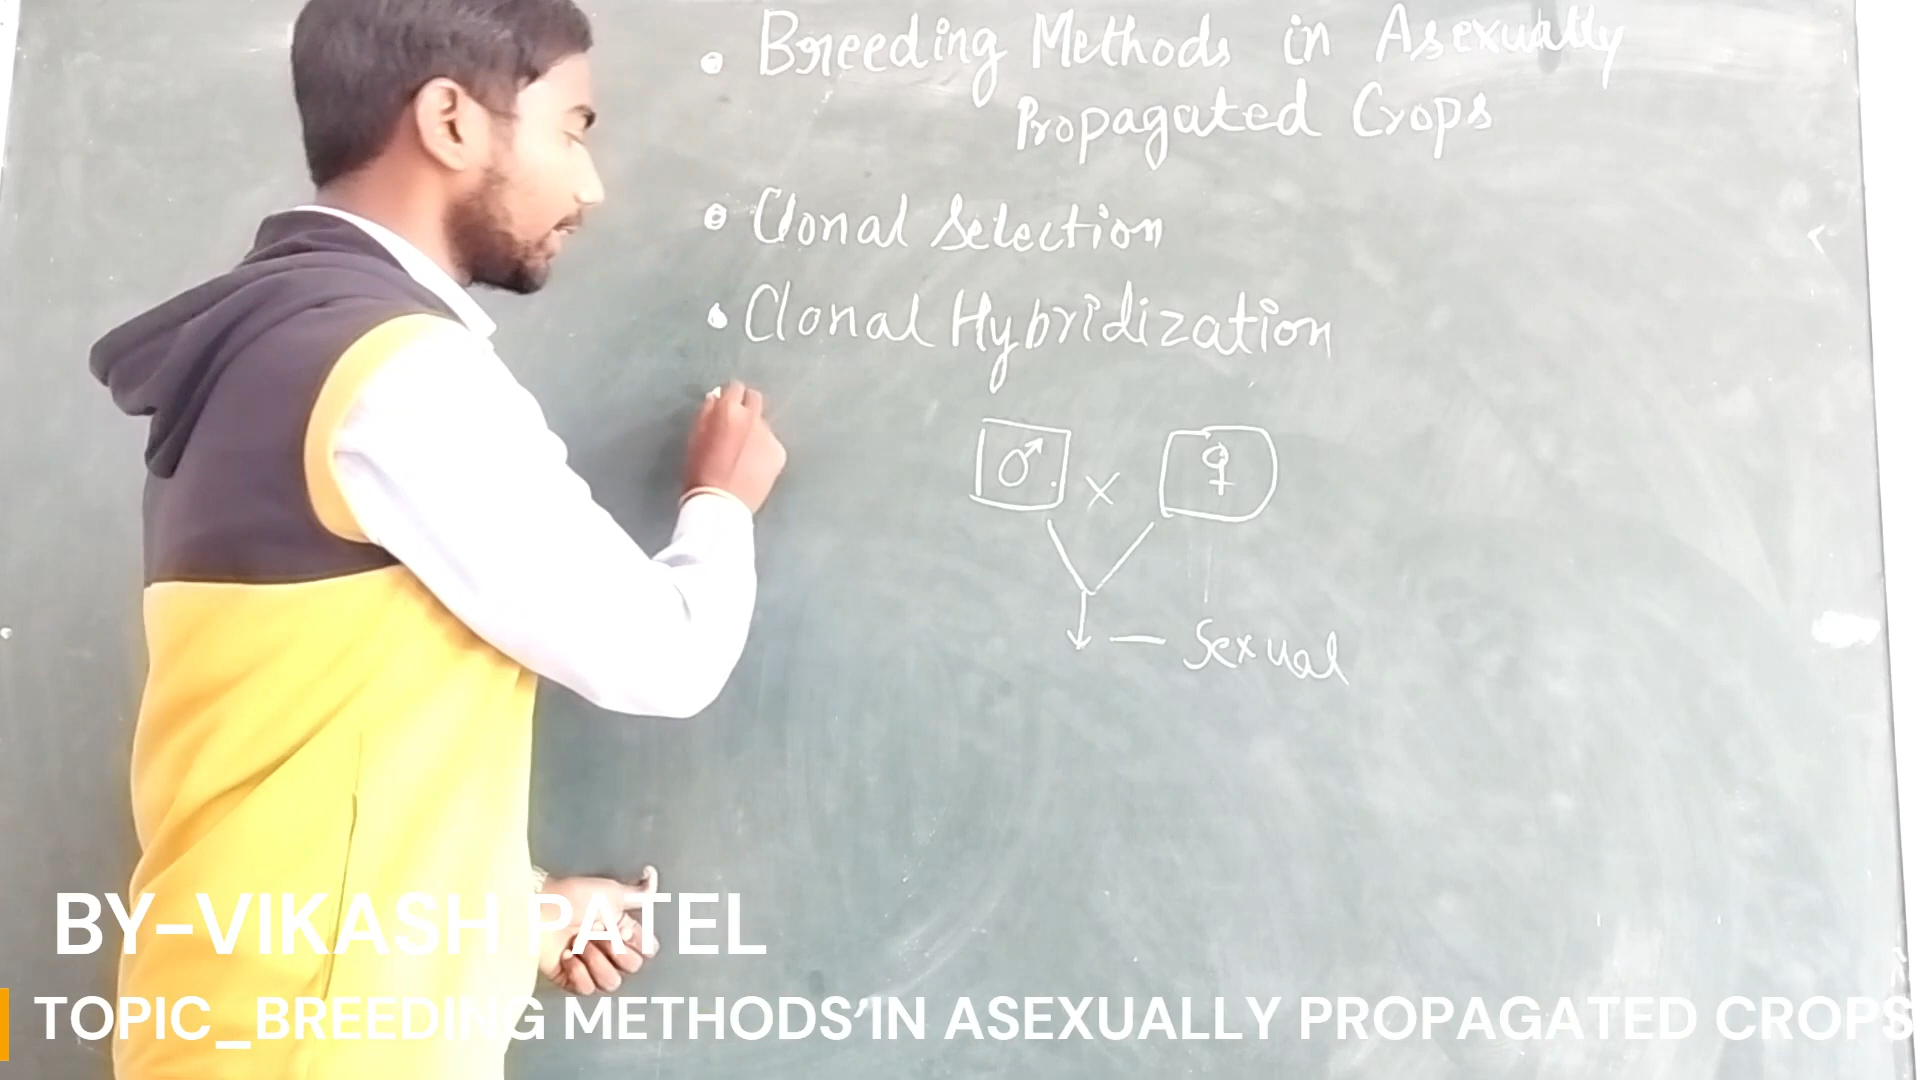 • Breeding Methods in Asexually
Propagated Crops
• Clonal Selection
• Clonal Hybridization
♂ × ♀
↓ — Sexual
BY-VIKASH PATEL
TOPIC_BREEDING METHODS'IN ASEXUALLY PROPAGATED CROPS